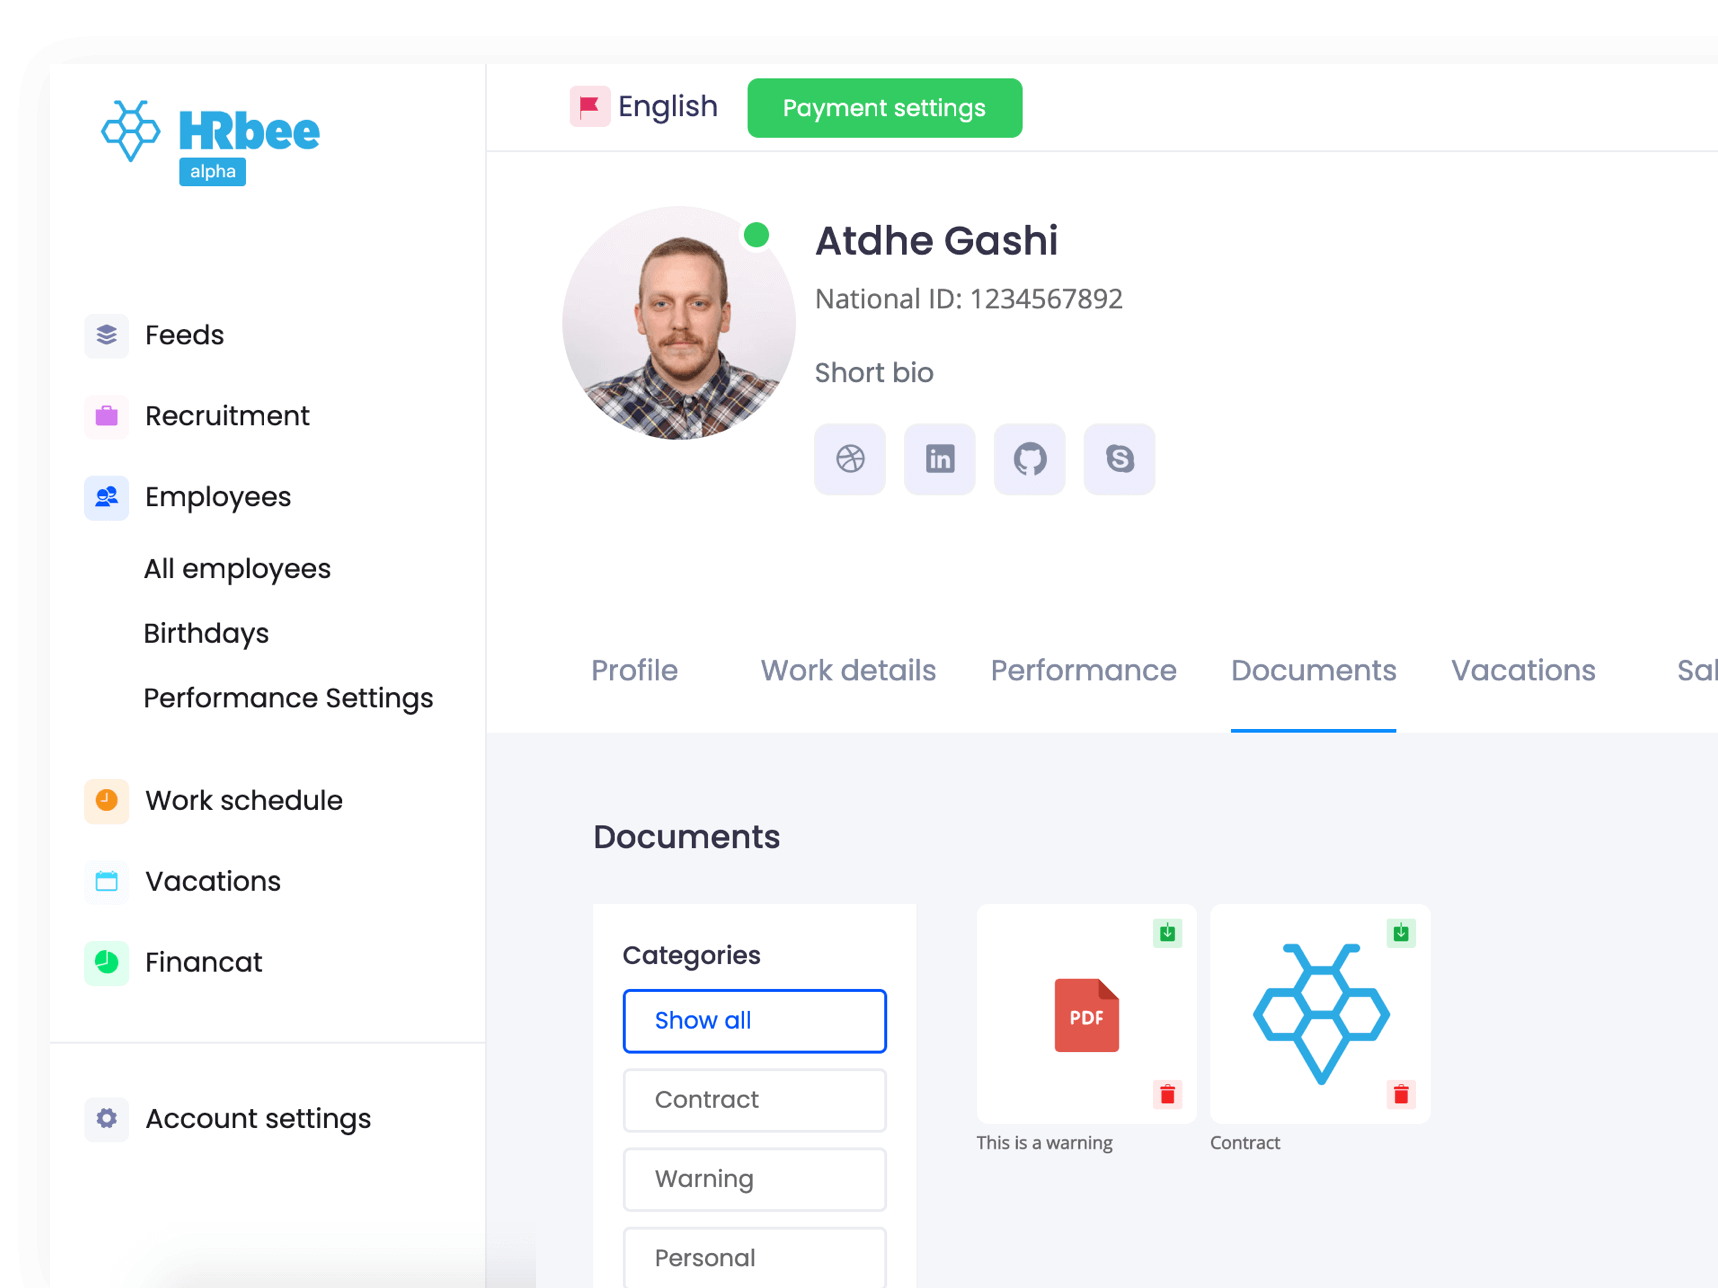 HRbee
alpha
English
Payment settings
Feeds
Recruitment
Employees
All employees
Birthdays
Performance Settings
Work schedule
Vacations
Financat
Account settings
Atdhe Gashi
National ID: 1234567892
Short bio
in
S
Profile
Work details
Performance
Documents
Vacations
Sal
Documents
Categories
Show all
Contract
Warning
Personal
PDF
This is a warning
Contract